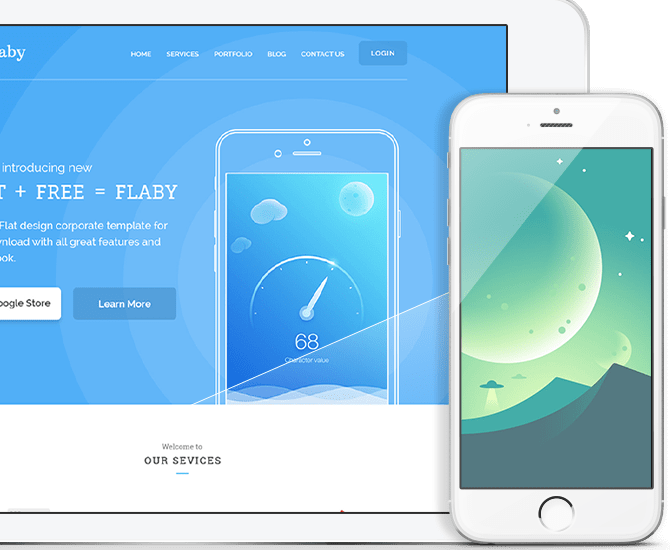 aby
HOME SERVICES PORTFOLIO BLOG CONTACT US LOGIN
introducing new
T + FREE = FLABY
Flat design corporate template for
wnload with all great features and
ook.
oogle Store
Learn More
68
Character value
Welcome to
OUR SEVICES